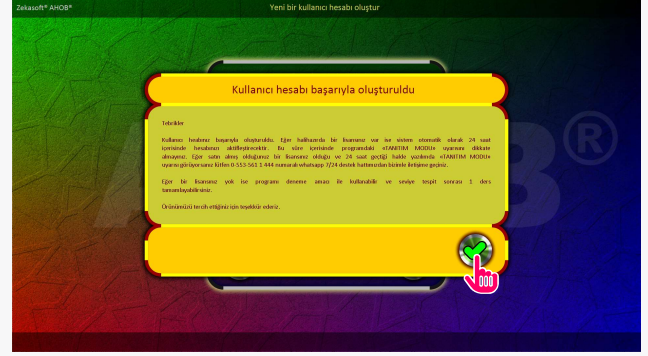 Zekasoft® AHOB®
Yeni bir kullanıcı hesabı oluştur
Kullanıcı hesabı başarıyla oluşturuldu
Tebrikler
Kullanıcı hesbınız başarıyla oluşturuldu. Eğer halihazırda bir lisansınız var ise sistem otomatik olarak 24 saat
içerisinde hesabınızı aktifleştirecektir. Bu süre içerisinde programdaki «TANITIM MODU» uyarısını dikkate
almayınız. Eğer satın almış olduğunuz bir lisansınız olduğu ve 24 saat geçtiği halde yazılımda «TANITIM MODU»
uyarısı görüyorsanız lütfen 0-553-561 1 444 numaralı whatsapp 7/24 destek hattımızdan bizimle iletişime geçiniz.
Eğer bir lisansınız yok ise programı deneme amacı ile kullanabilir ve seviye tespit sonrası 1 ders
tamamlayabilirsiniz.
Ürünümüzü tercih ettiğiniz için teşekkür ederiz.